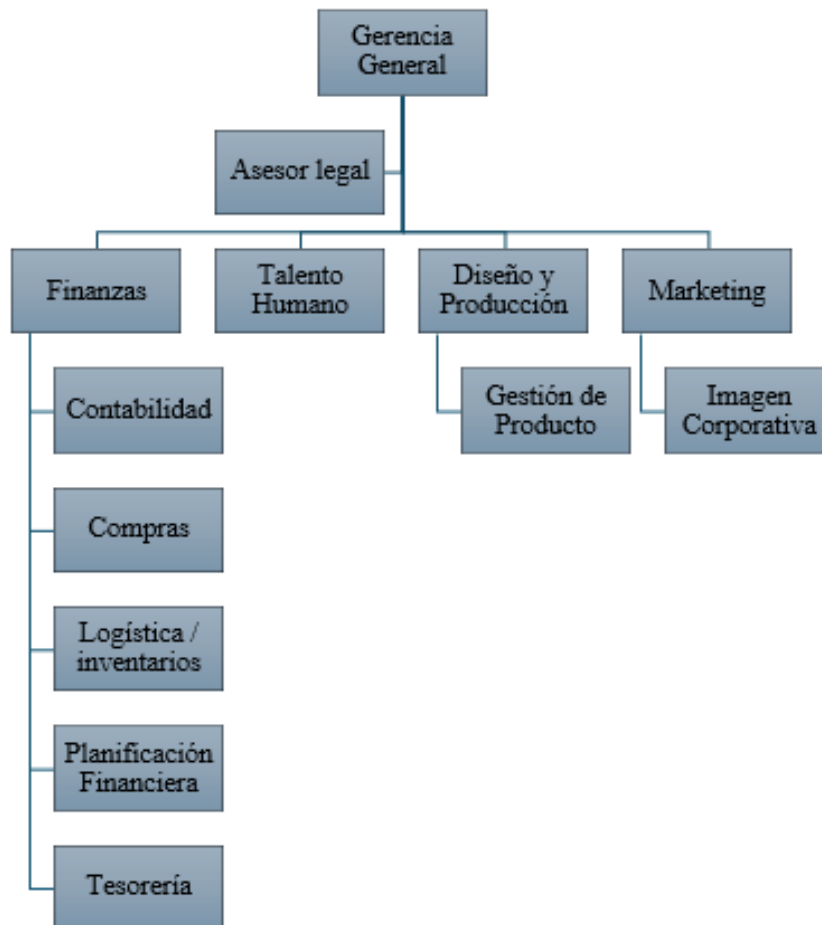 Gerencia
General
Asesor legal
Finanzas
Talento
Humano
Diseño y
Producción
Marketing
Contabilidad
Gestión de
Producto
Imagen
Corporativa
Compras
Logística /
inventarios
Planificación
Financiera
Tesorería